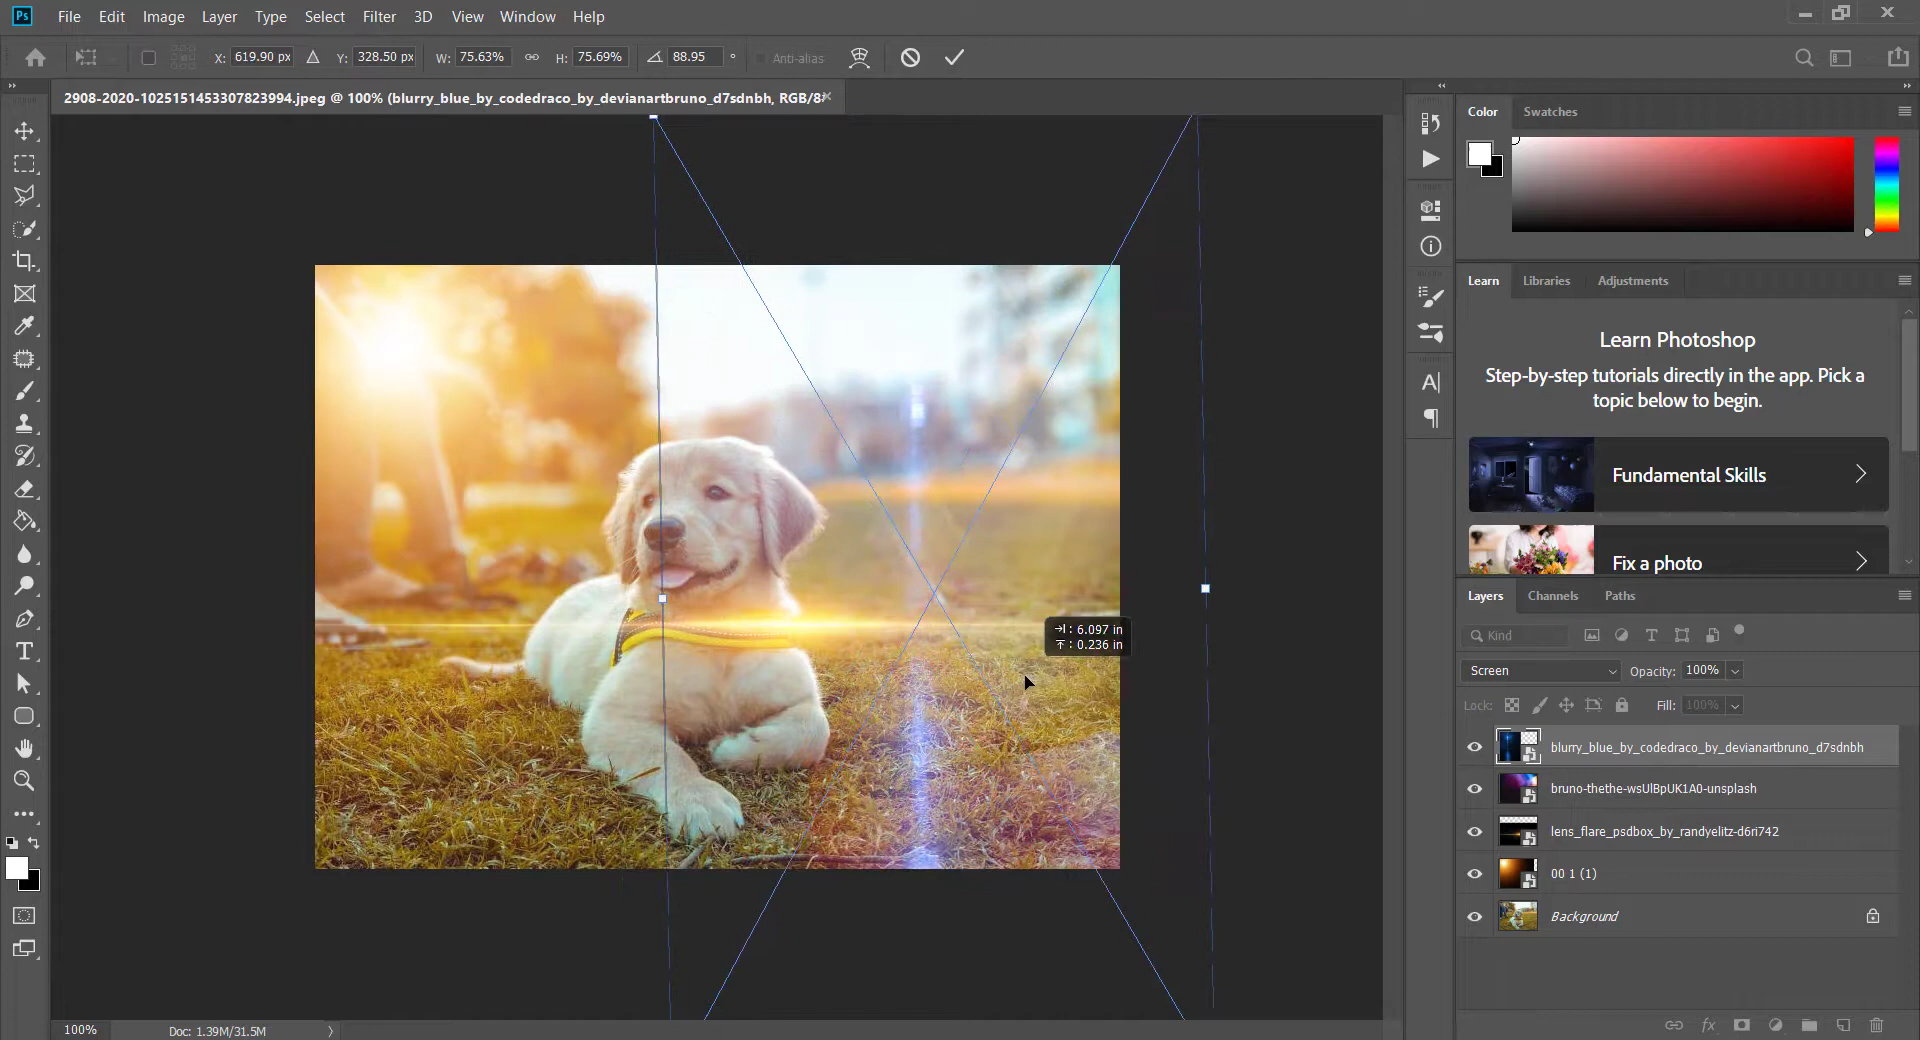 Ps File Edit Image Layer Type Select Filter 3D View Window Help
X: 619.90 px Y: 328.50 px W: 75.63% H: 75.69% 88.95 ° Anti-alias
2908-2020-1025151453307823994.jpeg @ 100% (blurry_blue_by_codedraco_by_devianartbruno_d7sdnbh, RGB/8
Color Swatches
Learn Libraries Adjustments
Learn Photoshop
Step-by-step tutorials directly in the app. Pick a
topic below to begin.
Fundamental Skills
Fix a photo
Layers Channels Paths
Kind
Screen Opacity: 100%
Lock: Fill: 100%
blurry_blue_by_codedraco_by_devianartbruno_d7sdnbh
bruno-thethe-wsUlBpUK1A0-unsplash
lens_flare_psdbox_by_randyelitz-d6ri742
00 1 (1)
Background
: 6.097 in
: 0.236 in
100% Doc: 1.39M/31.5M